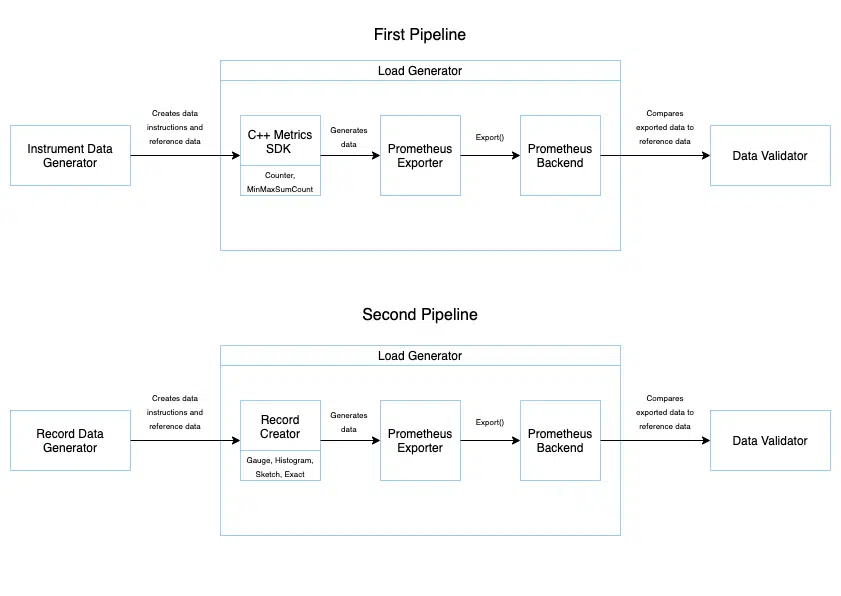 First Pipeline
Load Generator
Creates data
instructions and
reference data
Instrument Data
Generator
C++ Metrics
SDK
Counter,
MinMaxSumCount
Generates
data
Prometheus
Exporter
Export()
Prometheus
Backend
Compares
exported data to
reference data
Data Validator
Second Pipeline
Load Generator
Creates data
instructions and
reference data
Record Data
Generator
Record
Creator
Gauge, Histogram,
Sketch, Exact
Generates
data
Prometheus
Exporter
Export()
Prometheus
Backend
Compares
exported data to
reference data
Data Validator